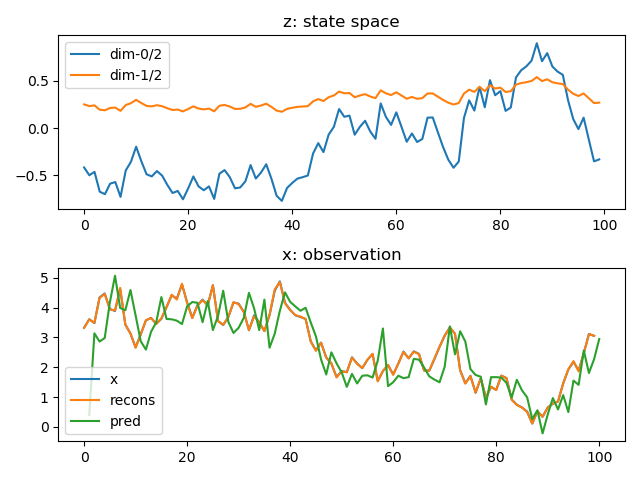 z: state space
dim-0/2
dim-1/2
0.5
0.0
−0.5
0 20 40 60 80 100
x: observation
5
4
3
2
1
0
x
recons
pred
0 20 40 60 80 100